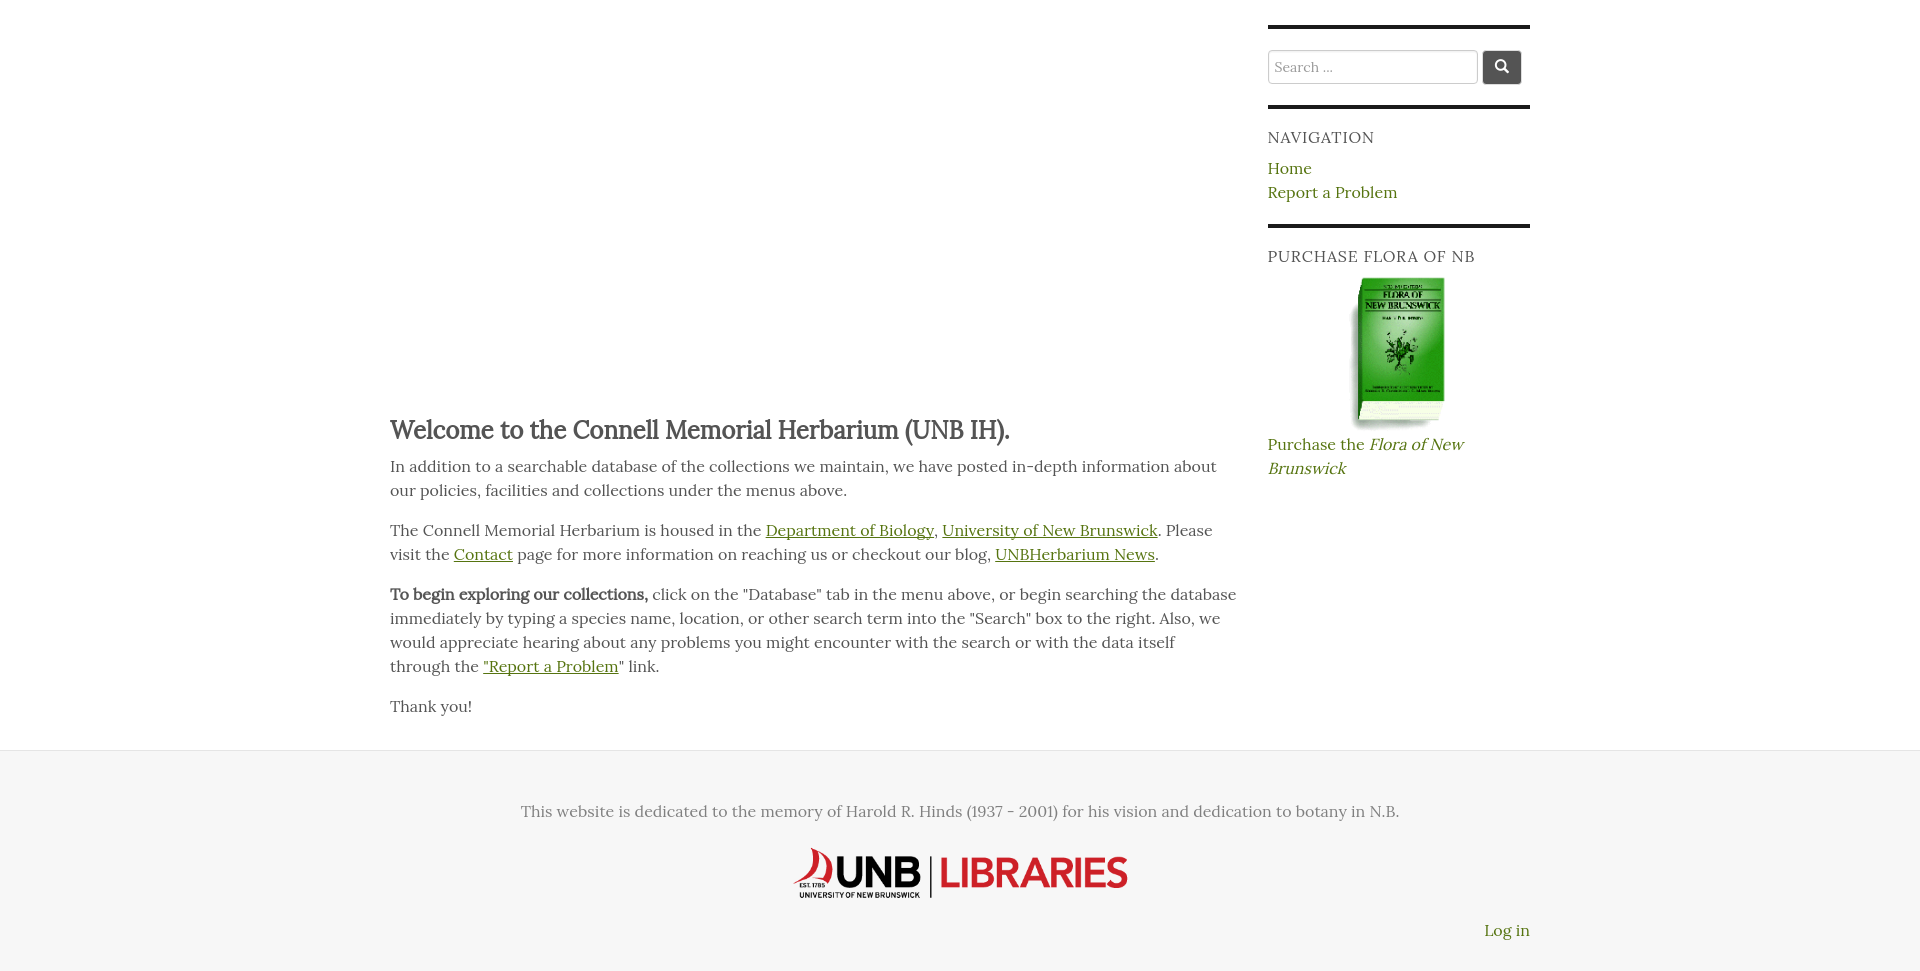 Search ...
NAVIGATION
Home
Report a Problem
PURCHASE FLORA OF NB
FLORA OF
NEW BRUNSWICK
Purchase the Flora of New
Brunswick
Welcome to the Connell Memorial Herbarium (UNB IH).
In addition to a searchable database of the collections we maintain, we have posted in-depth information about
our policies, facilities and collections under the menus above.
The Connell Memorial Herbarium is housed in the Department of Biology, University of New Brunswick. Please
visit the Contact page for more information on reaching us or checkout our blog, UNBHerbarium News.
To begin exploring our collections, click on the "Database" tab in the menu above, or begin searching the database
immediately by typing a species name, location, or other search term into the "Search" box to the right. Also, we
would appreciate hearing about any problems you might encounter with the search or with the data itself
through the "Report a Problem" link.
Thank you!
This website is dedicated to the memory of Harold R. Hinds (1937 - 2001) for his vision and dedication to botany in N.B.
EST. 1785
UNB | LIBRARIES
UNIVERSITY OF NEW BRUNSWICK
Log in